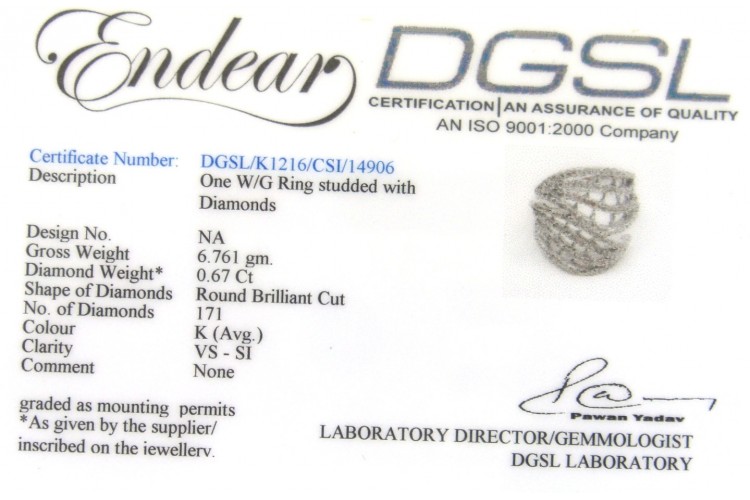 Endear
DGSL
CERTIFICATION | AN ASSURANCE OF QUALITY
AN ISO 9001:2000 Company
Certificate Number: DGSL/K1216/CSI/14906
Description One W/G Ring studded with
Diamonds
Design No. NA
Gross Weight 6.761 gm.
Diamond Weight* 0.67 Ct
Shape of Diamonds Round Brilliant Cut
No. of Diamonds 171
Colour K (Avg.)
Clarity VS - SI
Comment None
graded as mounting permits
*As given by the supplier/
inscribed on the jewellery.
Pawan Yadav
LABORATORY DIRECTOR/GEMMOLOGIST
DGSL LABORATORY